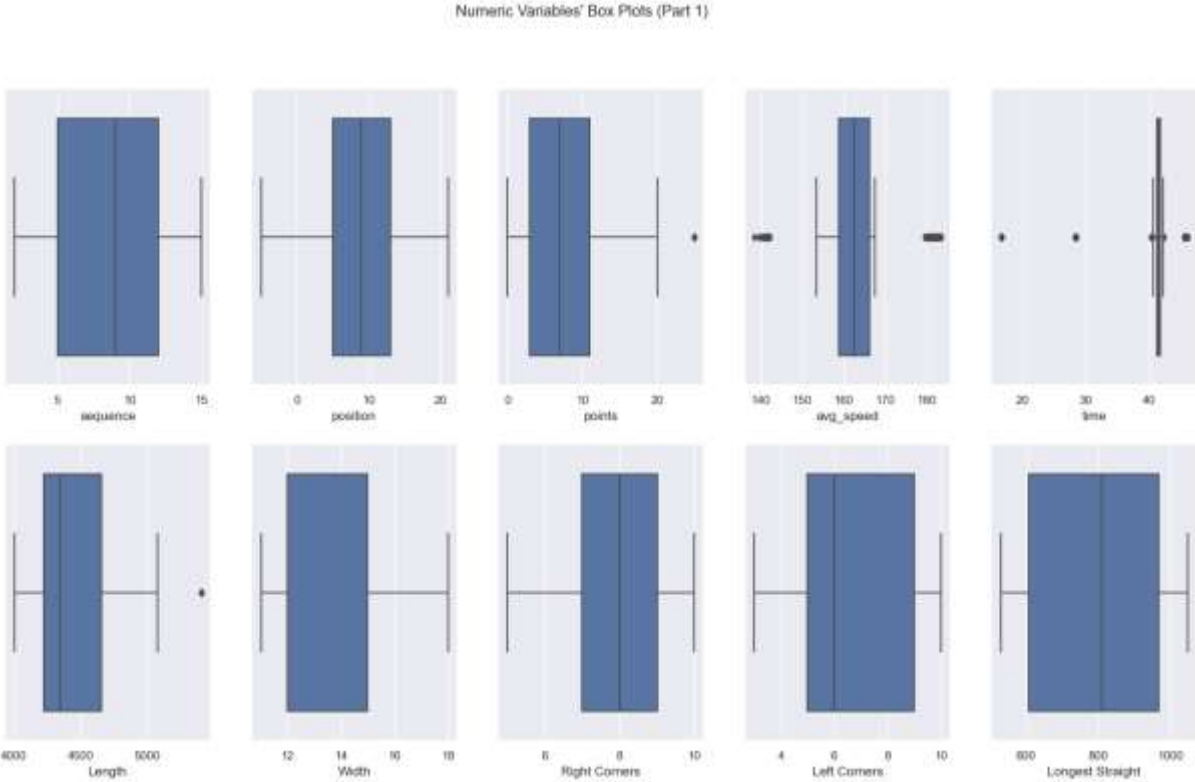 Numeric Variables' Box Plots (Part 1)
5 10 15
sequence
0 10 20
position
0 10 20
points
140 150 160 170 180
avg_speed
20 30 40
time
4000 4500 5000
Length
12 14 16 18
Width
6 8 10
Right Corners
4 6 8 10
Left Corners
600 800 1000
Longest Straight